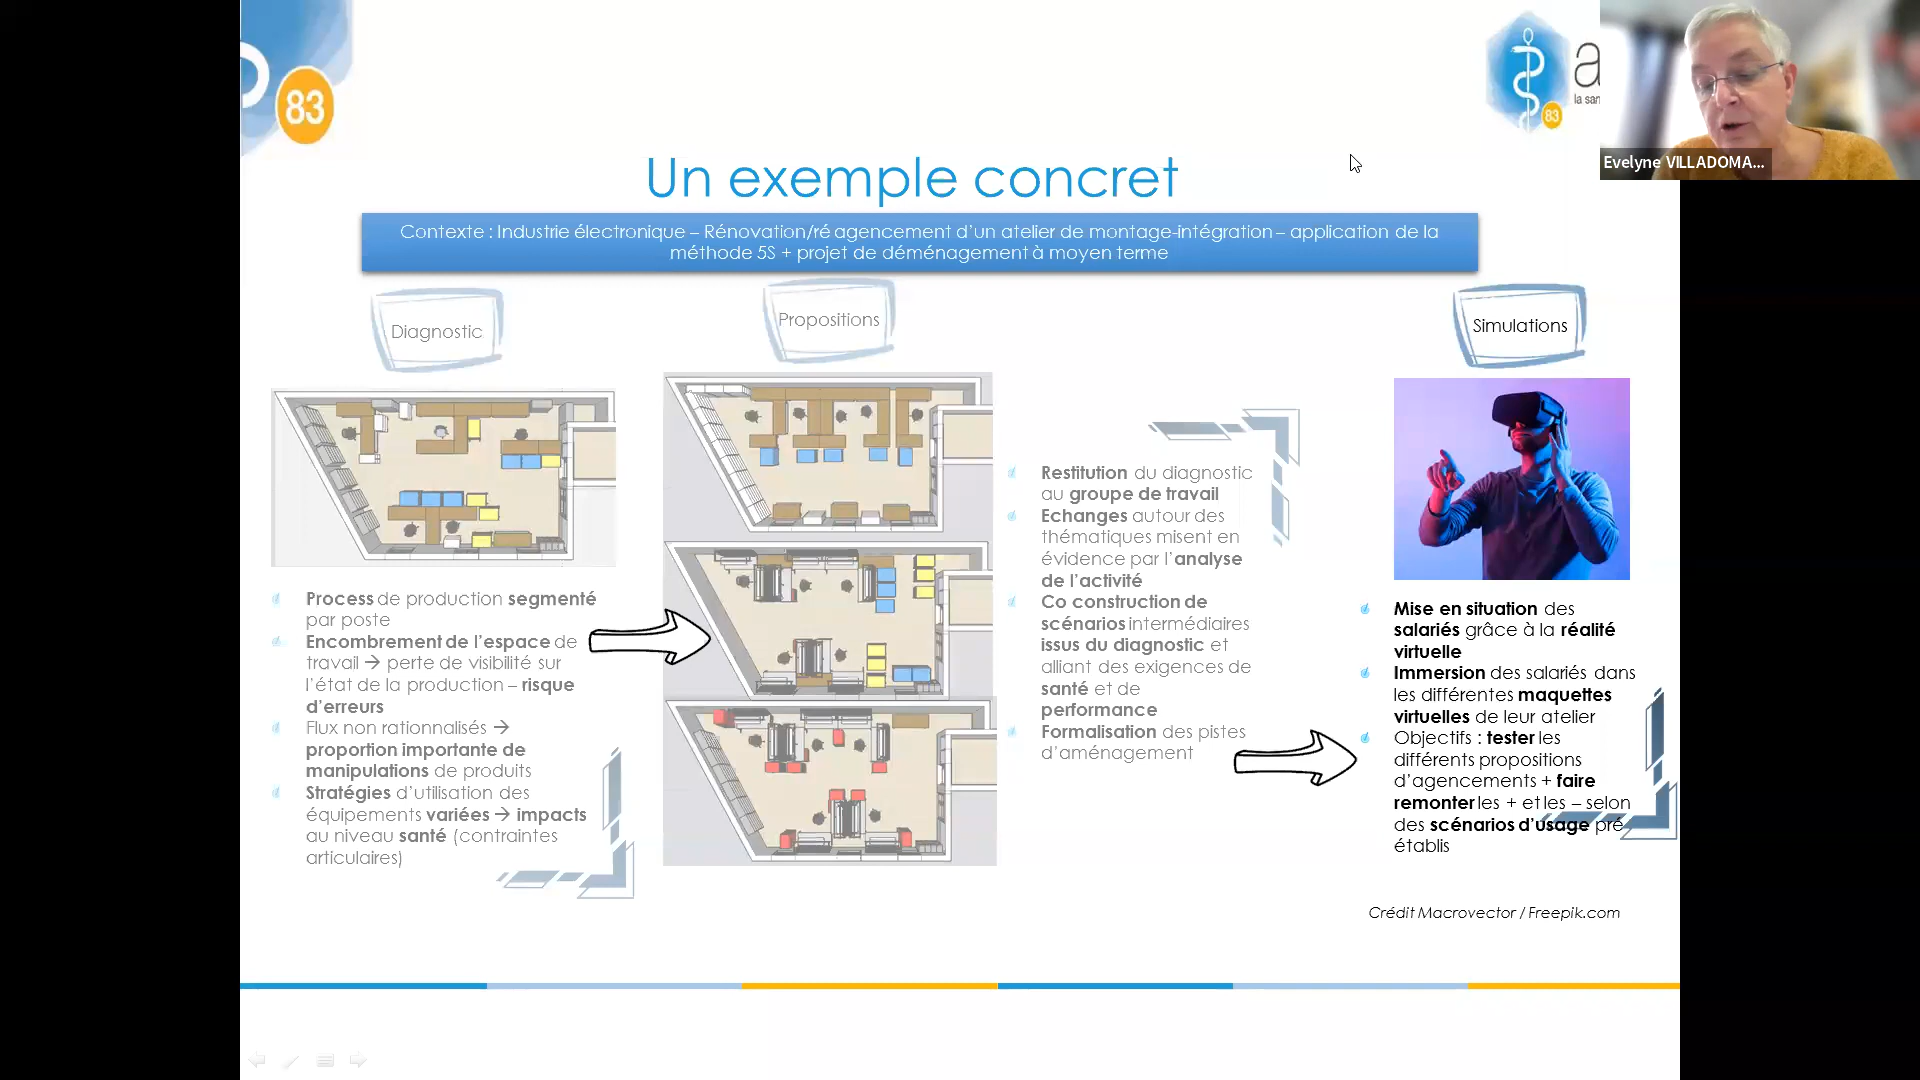 83
a
la san
83
Evelyne VILLADOMA...
Un exemple concret
Contexte : Industrie électronique – Rénovation/ré agencement d'un atelier de montage-intégration – application de la
méthode 5S + projet de déménagement à moyen terme
Diagnostic
Process de production segmenté
par poste
Encombrement de l'espace de
travail → perte de visibilité sur
l'état de la production – risque
d'erreurs
Flux non rationnalisés →
proportion importante de
manipulations de produits
Stratégies d'utilisation des
équipements variées → impacts
au niveau santé (contraintes
articulaires)
Propositions
Restitution du diagnostic
au groupe de travail
Echanges autour des
thématiques misent en
évidence par l'analyse
de l'activité
Co construction de
scénarios intermédiaires
issus du diagnostic et
alliant des exigences de
santé et de
performance
Formalisation des pistes
d'aménagement
Simulations
Mise en situation des
salariés grâce à la réalité
virtuelle
Immersion des salariés dans
les différentes maquettes
virtuelles de leur atelier
Objectifs : tester les
différents propositions
d'agencements + faire
remonter les + et les – selon
des scénarios d'usage pré
établis
Crédit Macrovector / Freepik.com